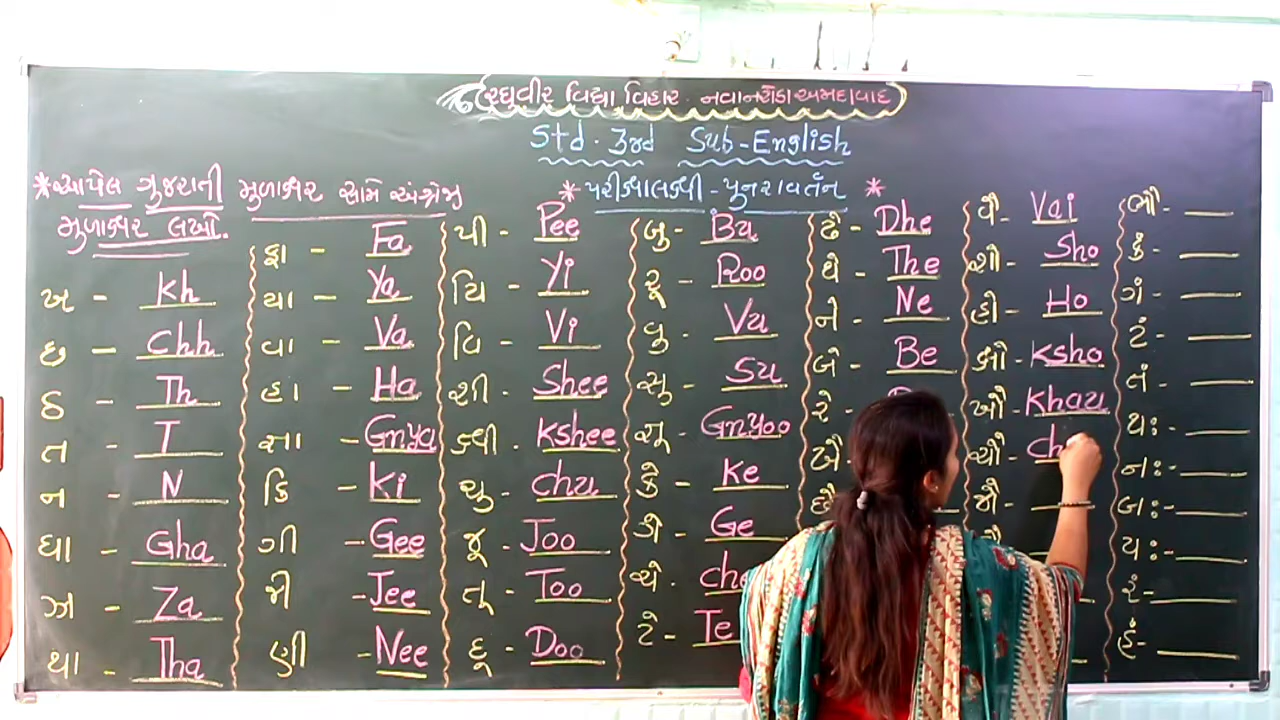 રઘુવીર વિદ્યા વિહાર. નવાનરોડા અમદાવાદ
Std. 3rd Sub-English
* આપેલ ગુજરાતી મુળાક્ષર સામે અંગ્રેજી
મુળાક્ષર લખો.
* પરીક્ષાલક્ષી - પુનરાવર્તન *
ખ - Kh
છ - Chh
ઠ - Th
ત - T
ન - N
ઘા - Gha
ઝા - Za
થા - Tha
ફા - Fa
યા - Ya
વા - Va
હા - Ha
જ્ઞા - Gnya
કિ - Ki
ગી - Gee
જી - Jee
ણી - Nee
પી - Pee
યિ - Yi
વિ - Vi
શી - Shee
ક્ષી - Kshee
ચુ - Chu
જૂ - Joo
તૂ - Too
દૂ - Doo
બુ - Bu
રૂ - Roo
વુ - Vu
સુ - Su
જ્ઞૂ - Gnyoo
કે - Ke
ગે - Ge
ચે - Che
ટે - Te
ઢે - Dhe
થે - The
ને - Ne
બે - Be
રે -
ખૈ -
છૈ -
વૈ - Vai
શો - Sho
હો - Ho
ક્ષો - Ksho
ખૌ - Khau
ચૌ - Ch
ભૌ -
કં -
ગં -
ટં -
તં -
થઃ -
નઃ -
બઃ -
યઃ -
રં -
હં -